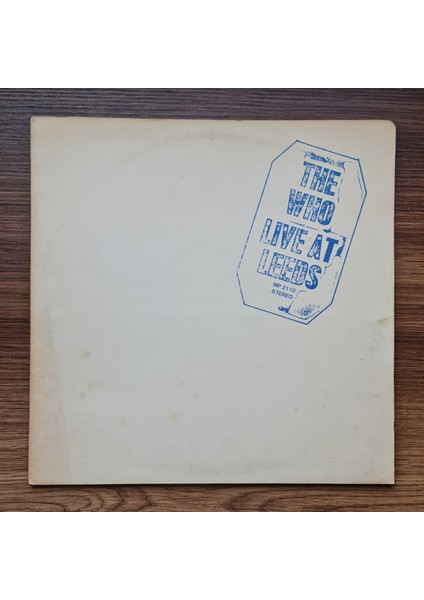 THE
WHO
LIVE AT
LEEDS
MP 2110
STEREO